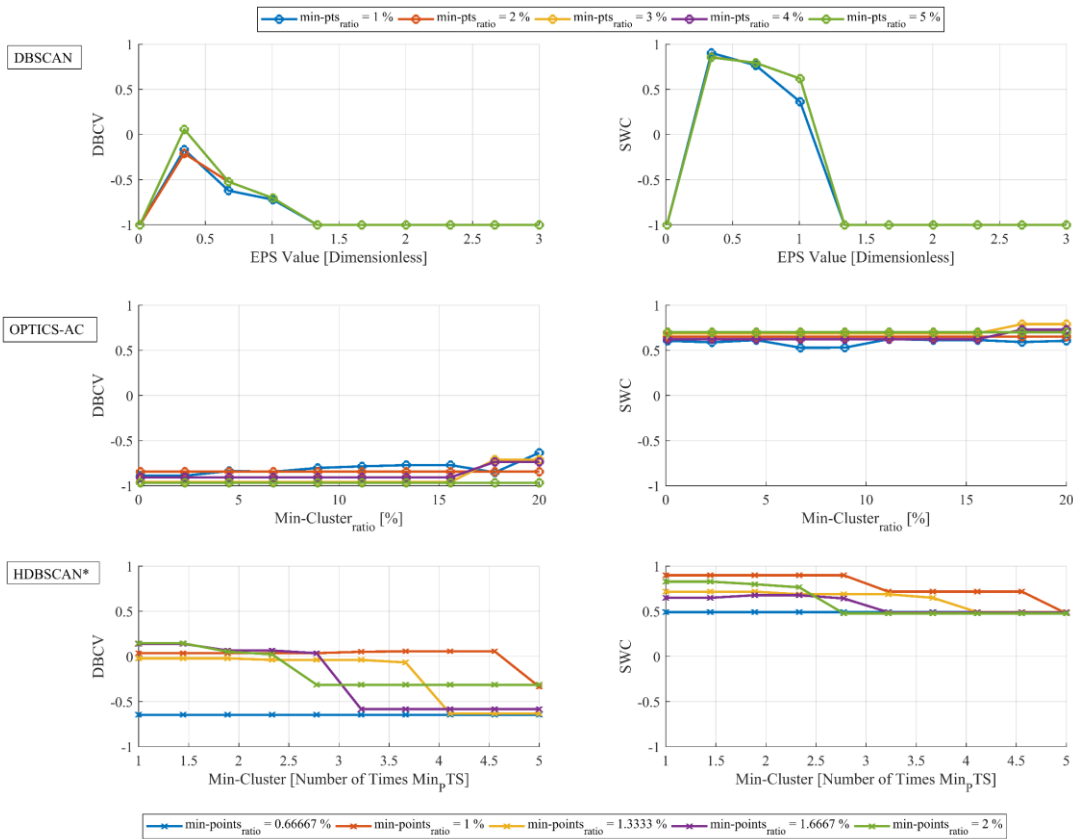 min-pts_ratio = 1 % min-pts_ratio = 2 % min-pts_ratio = 3 % min-pts_ratio = 4 % min-pts_ratio = 5 %
DBSCAN
1
0.5
0
-0.5
-1
DBCV
0 0.5 1 1.5 2 2.5 3
EPS Value [Dimensionless]
1
0.5
0
-0.5
-1
SWC
0 0.5 1 1.5 2 2.5 3
EPS Value [Dimensionless]
OPTICS-AC
1
0.5
0
-0.5
-1
DBCV
0 5 10 15 20
Min-Cluster_ratio [%]
1
0.5
0
-0.5
-1
SWC
0 5 10 15 20
Min-Cluster_ratio [%]
HDBSCAN*
1
0.5
0
-0.5
-1
DBCV
1 1.5 2 2.5 3 3.5 4 4.5 5
Min-Cluster [Number of Times Min_PTS]
1
0.5
0
-0.5
-1
SWC
1 1.5 2 2.5 3 3.5 4 4.5 5
Min-Cluster [Number of Times Min_PTS]
min-points_ratio = 0.66667 % min-points_ratio = 1 % min-points_ratio = 1.3333 % min-points_ratio = 1.6667 % min-points_ratio = 2 %